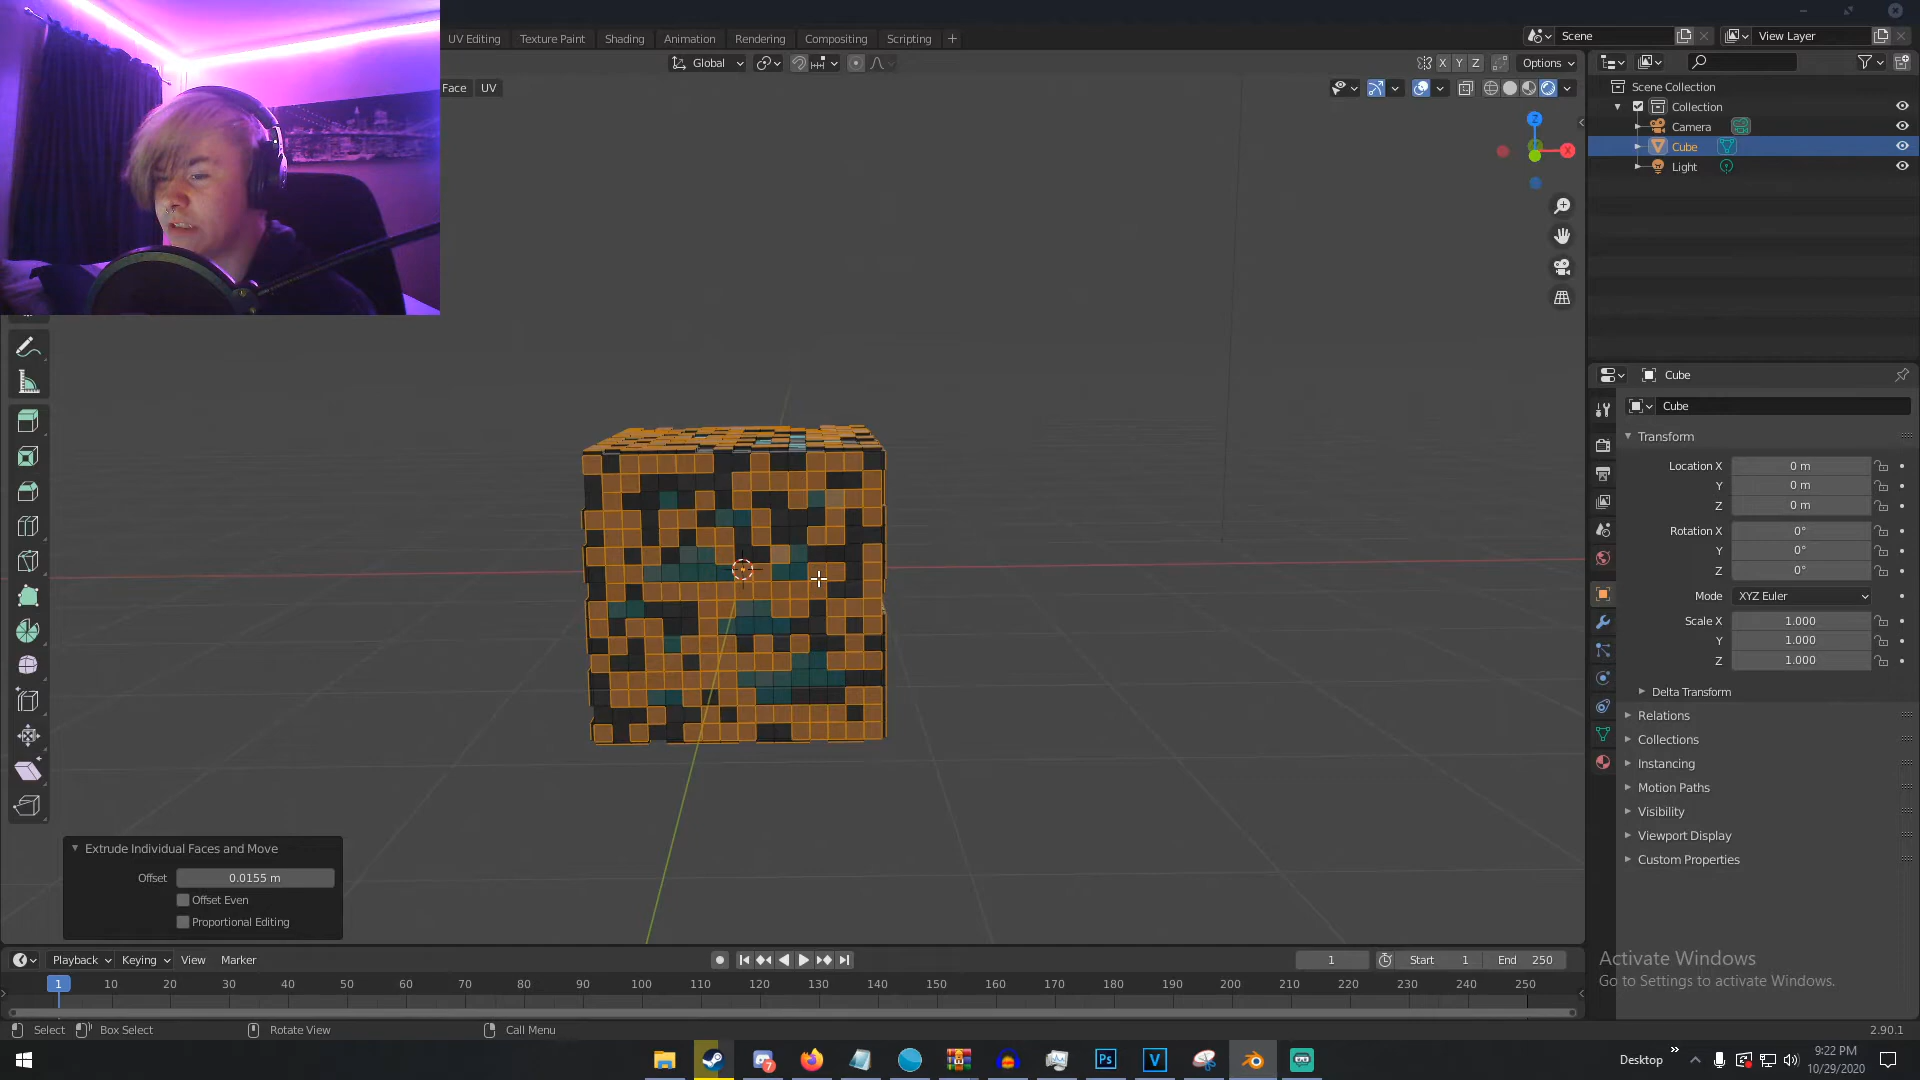 UV Editing Texture Paint Shading Animation Rendering Compositing Scripting +
Scene
View Layer
Global
X Y Z
Options
Face UV
Scene Collection
Collection
Camera
Cube
Light
Z
X
Cube
Cube
Transform
Location X 0 m
Y 0 m
Z 0 m
Rotation X 0°
Y 0°
Z 0°
Mode XYZ Euler
Scale X 1.000
Y 1.000
Z 1.000
Delta Transform
Relations
Collections
Instancing
Motion Paths
Visibility
Viewport Display
Custom Properties
Extrude Individual Faces and Move
Offset 0.0155 m
Offset Even
Proportional Editing
Activate Windows
Go to Settings to activate Windows.
Playback Keying View Marker
1 Start 1 End 250
1 10 20 30 40 50 60 70 80 90 100 110 120 130 140 150 160 170 180 190 200 210 220 230 240 250
Select Box Select Rotate View Call Menu 2.90.1
7 Ps V
Desktop
9:22 PM
10/29/2020